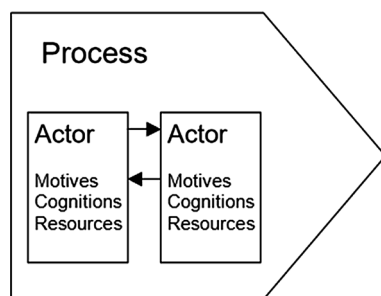 Process
Actor
Motives
Cognitions
Resources
Actor
Motives
Cognitions
Resources